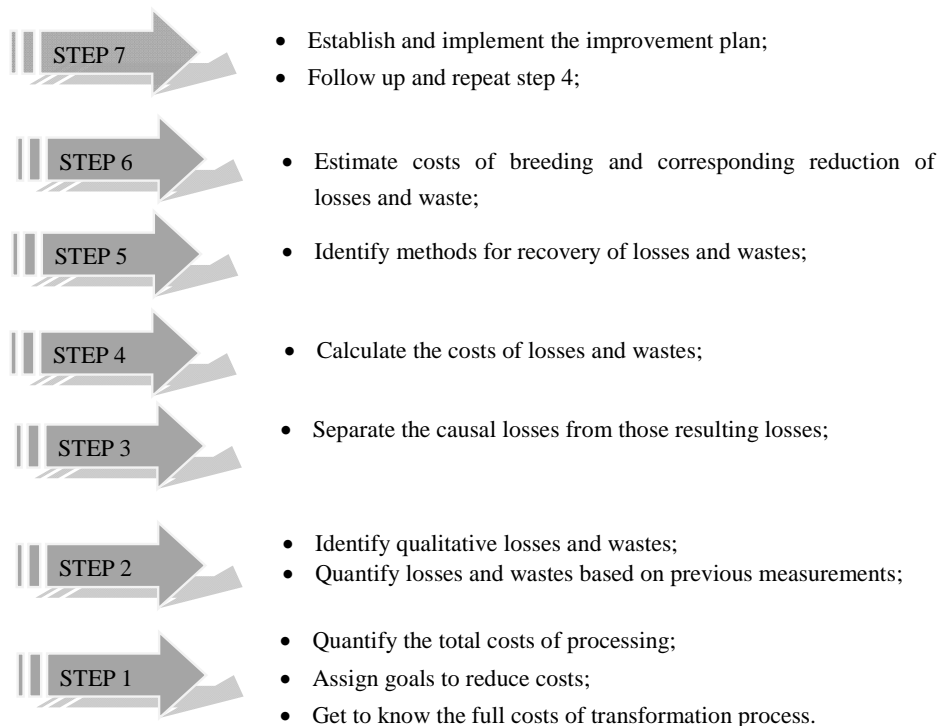 STEP 7
• Establish and implement the improvement plan;
• Follow up and repeat step 4;
STEP 6
• Estimate costs of breeding and corresponding reduction of
losses and waste;
STEP 5
• Identify methods for recovery of losses and wastes;
STEP 4
• Calculate the costs of losses and wastes;
STEP 3
• Separate the causal losses from those resulting losses;
STEP 2
• Identify qualitative losses and wastes;
• Quantify losses and wastes based on previous measurements;
STEP 1
• Quantify the total costs of processing;
• Assign goals to reduce costs;
• Get to know the full costs of transformation process.